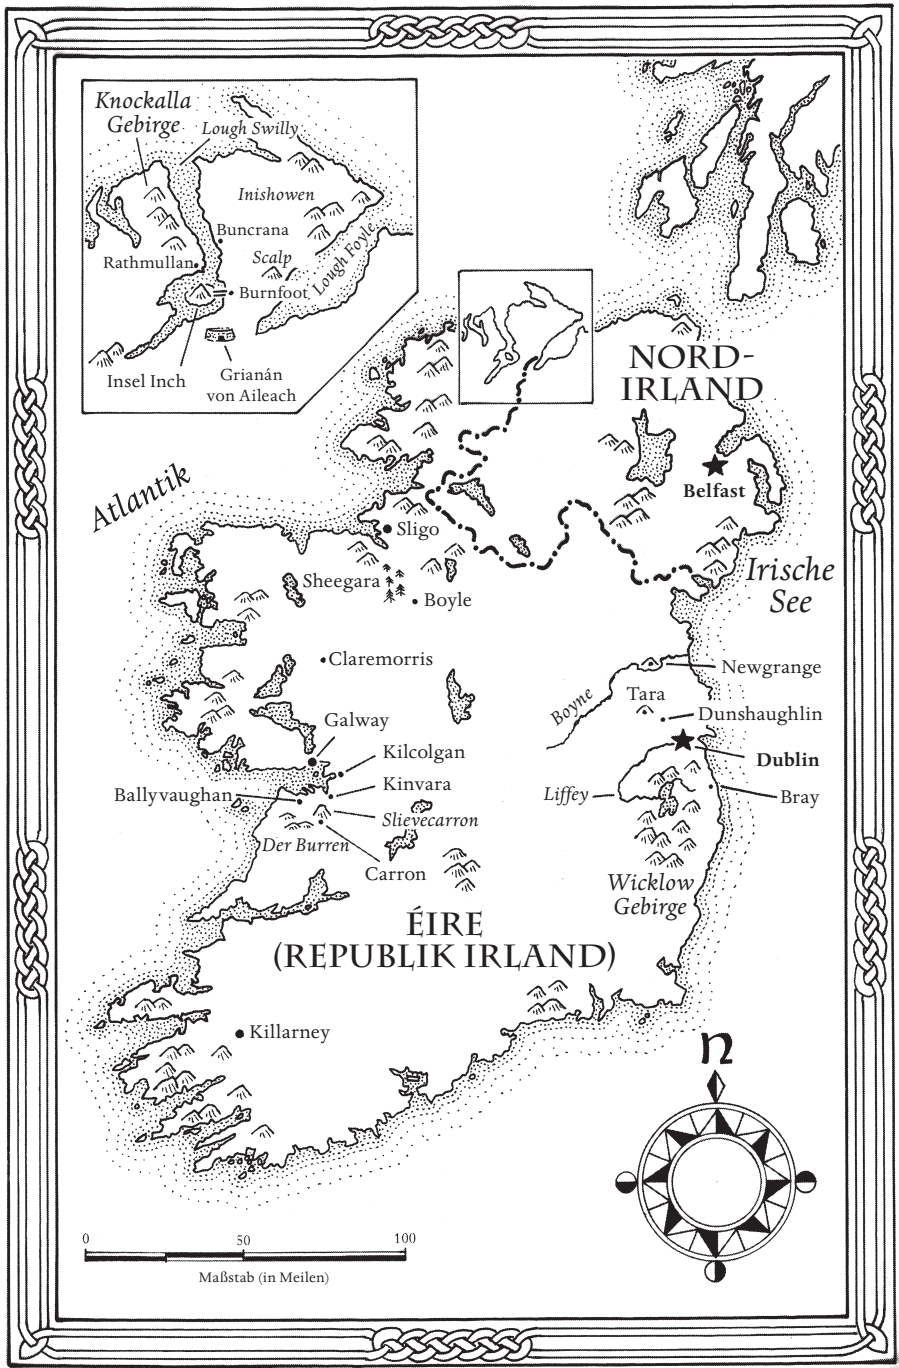 Knockalla
Gebirge
Lough Swilly
Inishowen
Buncrana
Scalp
Lough Foyle
Rathmullan
Burnfoot
Insel Inch
Grianán
von Aileach
NORD-
IRLAND
Atlantik
Belfast
Sligo
Irische
See
Sheegara
Boyle
Claremorris
Newgrange
Boyne
Tara
Dunshaughlin
Galway
Kilcolgan
Dublin
Kinvara
Ballyvaughan
Liffey
Bray
Slievecarron
Der Burren
Carron
Wicklow
Gebirge
ÉIRE
(REPUBLIK IRLAND)
Killarney
N
0 50 100
Maßstab (in Meilen)